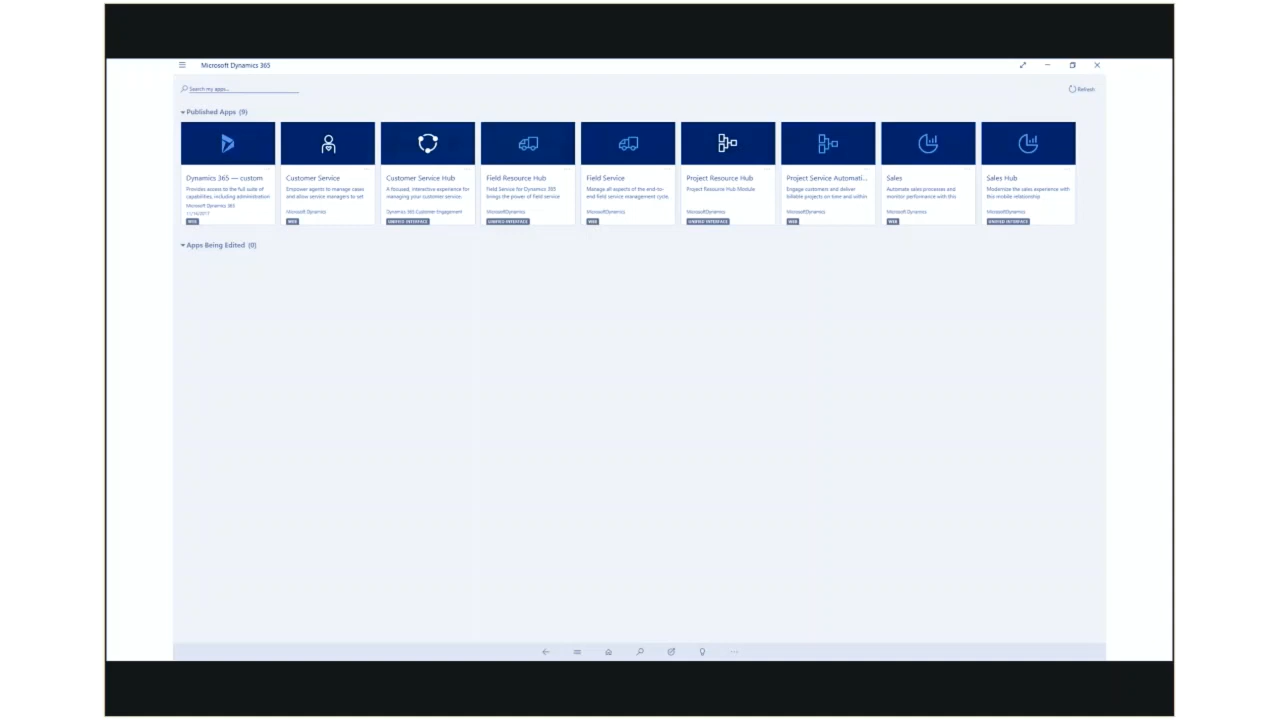 Microsoft Dynamics 365
Search my apps...
Refresh
Published Apps (9)
Dynamics 365 — custom
Provides access to the full suite of
capabilities, including administration
Microsoft Dynamics 365
11/16/2017
WEB
Customer Service
Empower agents to manage cases
and allow service managers to set
Microsoft Dynamics
WEB
Customer Service Hub
A focused, interactive experience for
managing your customer service.
Dynamics 365 Customer Engagement
UNIFIED INTERFACE
Field Resource Hub
Field Service for Dynamics 365
brings the power of field service
MicrosoftDynamics
UNIFIED INTERFACE
Field Service
Manage all aspects of the end-to-
end field service management cycle.
MicrosoftDynamics
WEB
Project Resource Hub
Project Resource Hub Module
MicrosoftDynamics
UNIFIED INTERFACE
Project Service Automati...
Engage customers and deliver
billable projects on time and within
MicrosoftDynamics
WEB
Sales
Automate sales processes and
monitor performance with this
Microsoft Dynamics
WEB
Sales Hub
Modernize the sales experience with
this mobile relationship
MicrosoftDynamics
UNIFIED INTERFACE
Apps Being Edited (0)